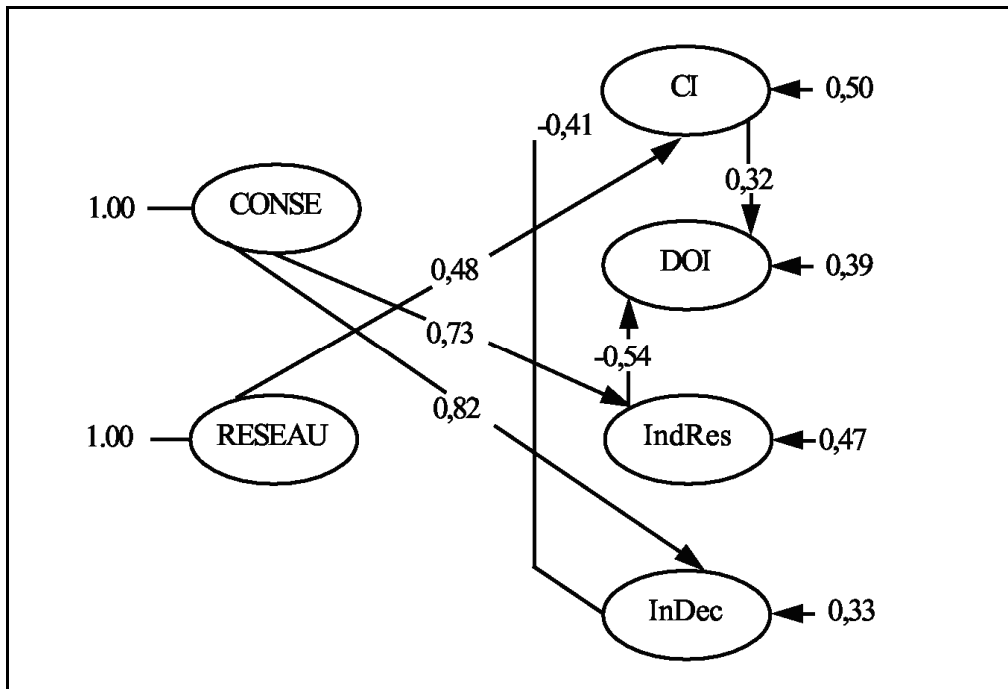 CI
0,50
-0,41
0,32
1.00
CONSE
DOI
0,39
0,48
0,73
-0,54
0,82
1.00
RESEAU
IndRes
0,47
InDec
0,33